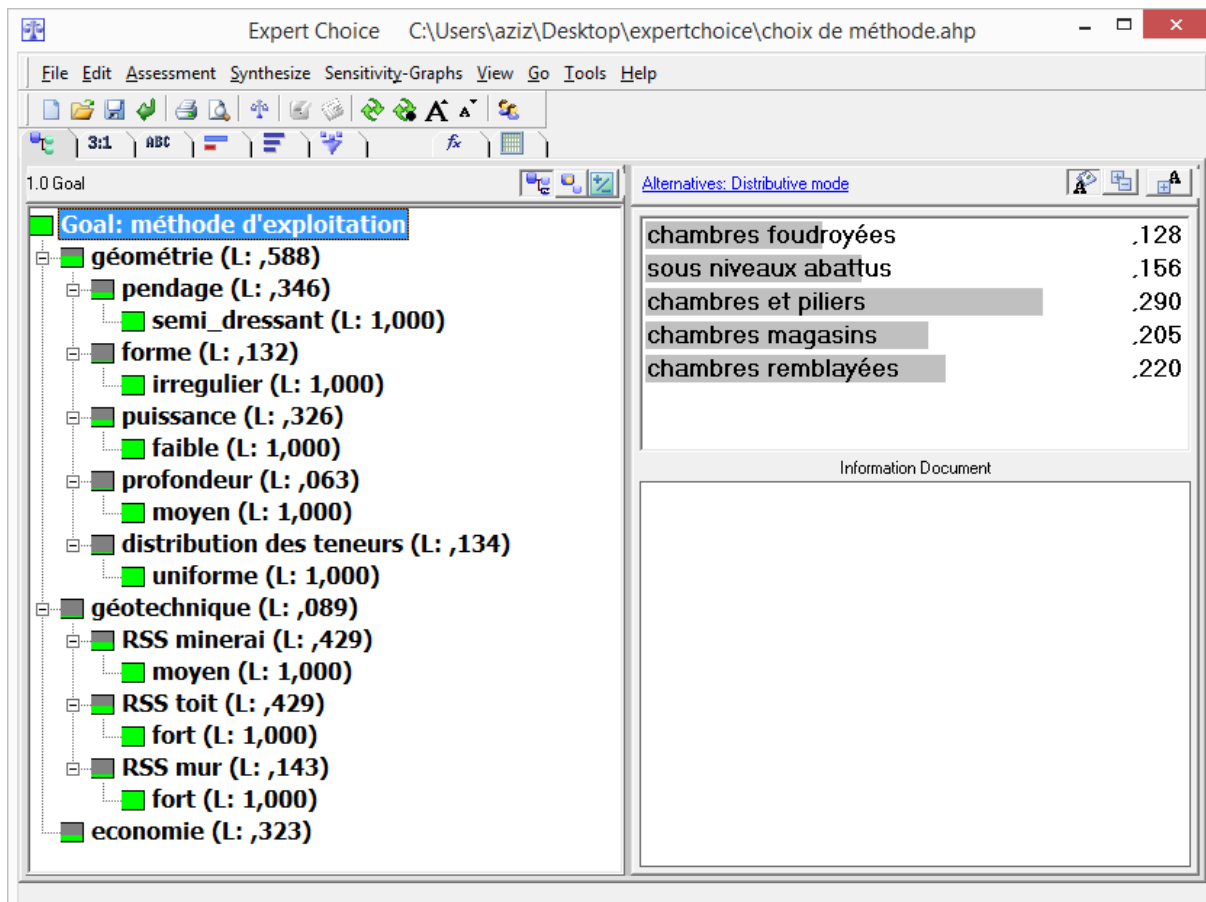 Expert Choice C:\Users\aziz\Desktop\expertchoice\choix de méthode.ahp
File Edit Assessment Synthesize Sensitivity-Graphs View Go Tools Help
3:1 ABC fx
1.0 Goal
Goal: méthode d'exploitation
géométrie (L: ,588)
pendage (L: ,346)
semi_dressant (L: 1,000)
forme (L: ,132)
irregulier (L: 1,000)
puissance (L: ,326)
faible (L: 1,000)
profondeur (L: ,063)
moyen (L: 1,000)
distribution des teneurs (L: ,134)
uniforme (L: 1,000)
géotechnique (L: ,089)
RSS minerai (L: ,429)
moyen (L: 1,000)
RSS toit (L: ,429)
fort (L: 1,000)
RSS mur (L: ,143)
fort (L: 1,000)
economie (L: ,323)
Alternatives: Distributive mode
chambres foudroyées ,128
sous niveaux abattus ,156
chambres et piliers ,290
chambres magasins ,205
chambres remblayées ,220
Information Document